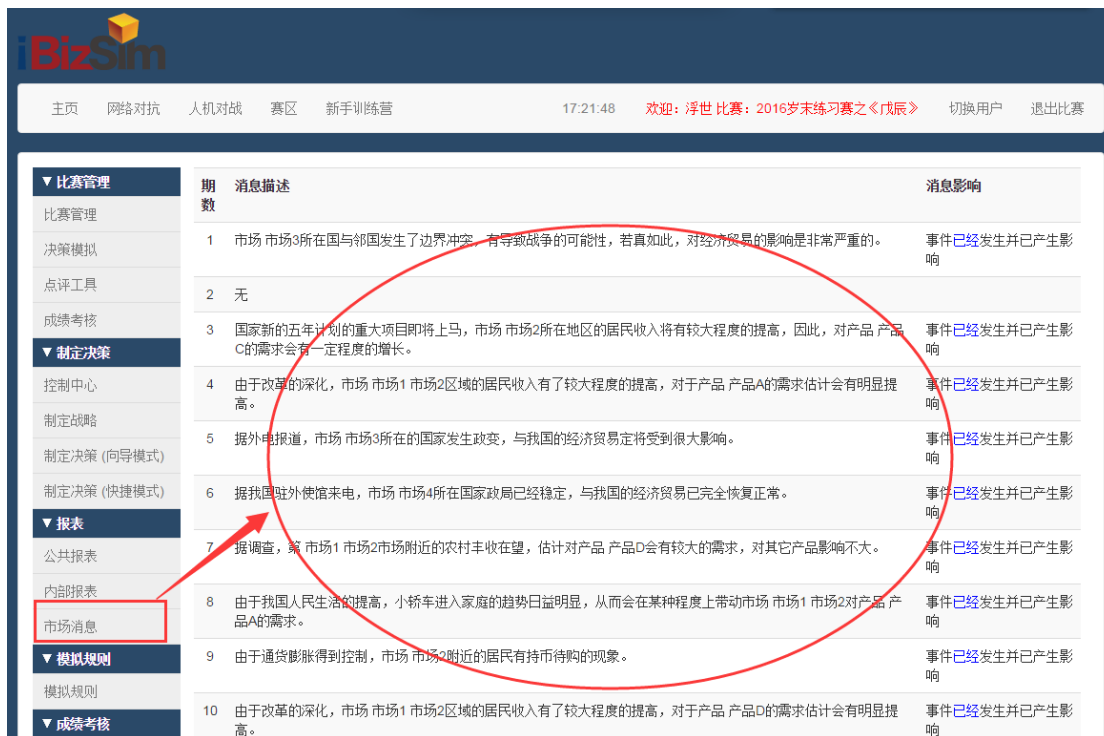 iBizSim
主页 网络对抗 人机对战 赛区 新手训练营 17:21:48 欢迎：浮世 比赛：2016岁末练习赛之《戊辰》 切换用户 退出比赛
▼比赛管理
比赛管理
决策模拟
点评工具
成绩考核
▼制定决策
控制中心
制定战略
制定决策 (向导模式)
制定决策 (快捷模式)
▼报表
公共报表
内部报表
市场消息
▼模拟规则
模拟规则
▼成绩考核
期数 消息描述 消息影响
1 市场 市场3所在国与邻国发生了边界冲突，有导致战争的可能性，若真如此，对经济贸易的影响是非常严重的。 事件已经发生并已产生影
响
2 无
3 国家新的五年计划的重大项目即将上马，市场 市场2所在地区的居民收入将有较大程度的提高，因此，对产品 产品 事件已经发生并已产生影
C的需求会有一定程度的增长。 响
4 由于改革的深化，市场 市场1 市场2区域的居民收入有了较大程度的提高，对于产品 产品A的需求估计会有明显提 事件已经发生并已产生影
高。 响
5 据外电报道，市场 市场3所在的国家发生政变，与我国的经济贸易定将受到很大影响。 事件已经发生并已产生影
响
6 据我国驻外使馆来电，市场 市场4所在国家政局已经稳定，与我国的经济贸易已完全恢复正常。 事件已经发生并已产生影
响
7 据调查，第 市场1 市场2市场附近的农村丰收在望，估计对产品 产品D会有较大的需求，对其它产品影响不大。 事件已经发生并已产生影
响
8 由于我国人民生活的提高，小轿车进入家庭的趋势日益明显，从而会在某种程度上带动市场 市场1 市场2对产品 产 事件已经发生并已产生影
品A的需求。 响
9 由于通货膨胀得到控制，市场 市场2附近的居民有持币待购的现象。 事件已经发生并已产生影
响
10 由于改革的深化，市场 市场1 市场2区域的居民收入有了较大程度的提高，对于产品 产品D的需求估计会有明显提 事件已经发生并已产生影
高。 响